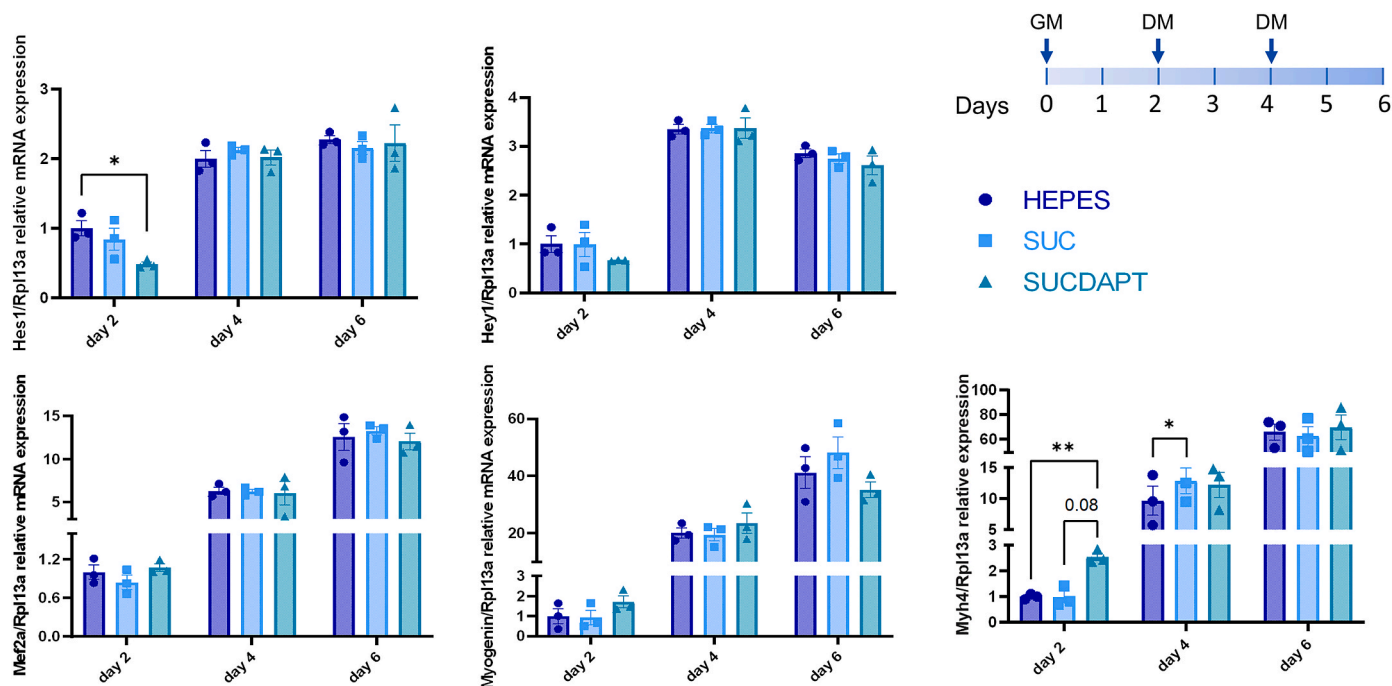 Hes1/Rpl13a relative mRNA expression
3
2
1
0
*
day 2
day 4
day 6
Hey1/Rpl13a relative mRNA expression
4
3
2
1
0
day 2
day 4
day 6
GM
DM
DM
Days
0
1
2
3
4
5
6
HEPES
SUC
SUCDAPT
Mef2a/Rpl13a relative mRNA expression
15
10
5
1.2
0.6
0.0
day 2
day 4
day 6
Myogenin/Rpl13a relative mRNA expression
60
40
20
3
2
1
0
day 2
day 4
day 6
Myh4/Rpl13a relative expression
100
80
60
15
10
5
3
2
1
0
**
0.08
*
day 2
day 4
day 6